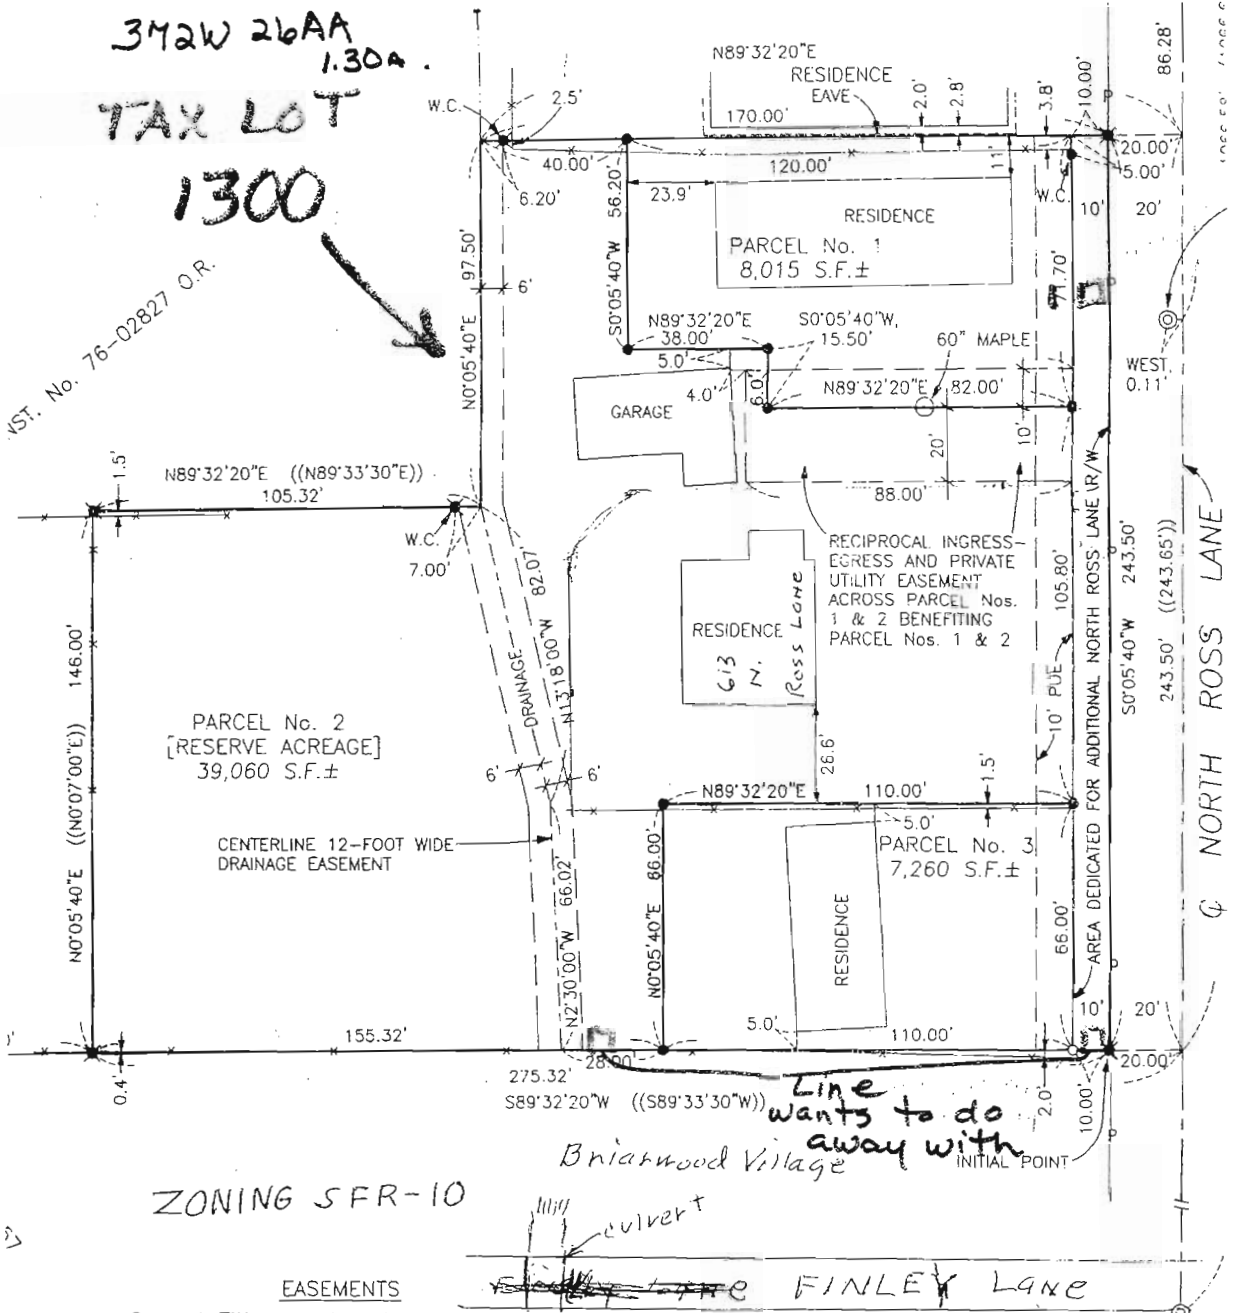 372W 26AA
1.30A.
TAX LOT
1300
N89°32'20"E
RESIDENCE
EAVE
170.00'
2.0'
2.8'
3.8'
10.00'
86.28'
P
W.C.
2.5'
40.00'
120.00'
11'
20.00'
5.00'
W.C.
6.20'
56.20'
23.9'
RESIDENCE
10'
20'
PARCEL No. 1
8,015 S.F.±
97.50'
6'
S0°05'40"W
71.70'
INST. No. 76-02827 O.R.
N0°05'40"E
N89°32'20"E
38.00'
S0°05'40"W,
15.50'
60" MAPLE
WEST,
0.11'
5.0'
4.0'
6.0'
N89°32'20"E
82.00'
GARAGE
20'
10'
1.5'
N89°32'20"E ((N89°33'30"E))
105.32'
88.00'
W.C.
7.00'
82.07'
RECIPROCAL INGRESS-
EGRESS AND PRIVATE
UTILITY EASEMENT
ACROSS PARCEL Nos.
1 & 2 BENEFITING
PARCEL Nos. 1 & 2
RESIDENCE
613
N.
Ross Lane
DRAINAGE
N13°18'00"W
105.80'
10' PUE
AREA DEDICATED FOR ADDITIONAL NORTH ROSS LANE R/W
S0°05'40"W 243.50'
243.50' ((243.65'))
℄ NORTH ROSS LANE
N0°05'40"E ((N0°07'00"E)) 146.00'
PARCEL No. 2
[RESERVE ACREAGE]
39,060 S.F.±
6'
6'
26.6'
1.5'
N89°32'20"E
110.00'
5.0'
CENTERLINE 12-FOOT WIDE
DRAINAGE EASEMENT
PARCEL No. 3
7,260 S.F.±
66.02'
N2°30'00"W
66.00'
N0°05'40"E
RESIDENCE
66.00'
5.0'
110.00'
10'
20'
155.32'
28.00'
20.00'
0.4'
275.32'
S89°32'20"W ((S89°33'30"W))
2.0'
10.00'
Line
wants to do
away with
INITIAL POINT
Briarwood Village
ZONING SFR-10
culvert
EASEMENTS
FINLEY Lane